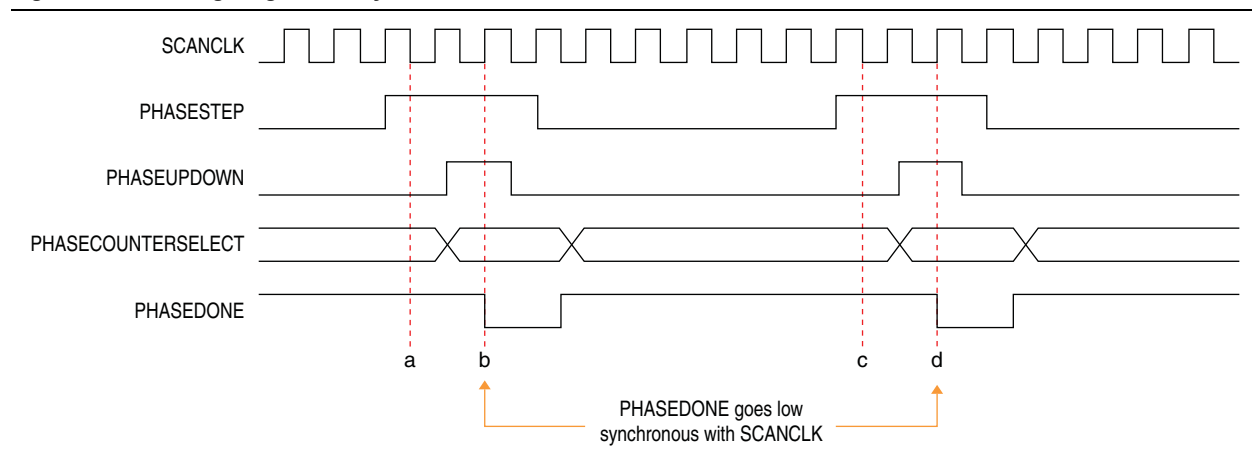 SCANCLK
PHASESTEP
PHASEUPDOWN
PHASECOUNTERSELECT
PHASEDONE
a b c d
PHASEDONE goes low
synchronous with SCANCLK